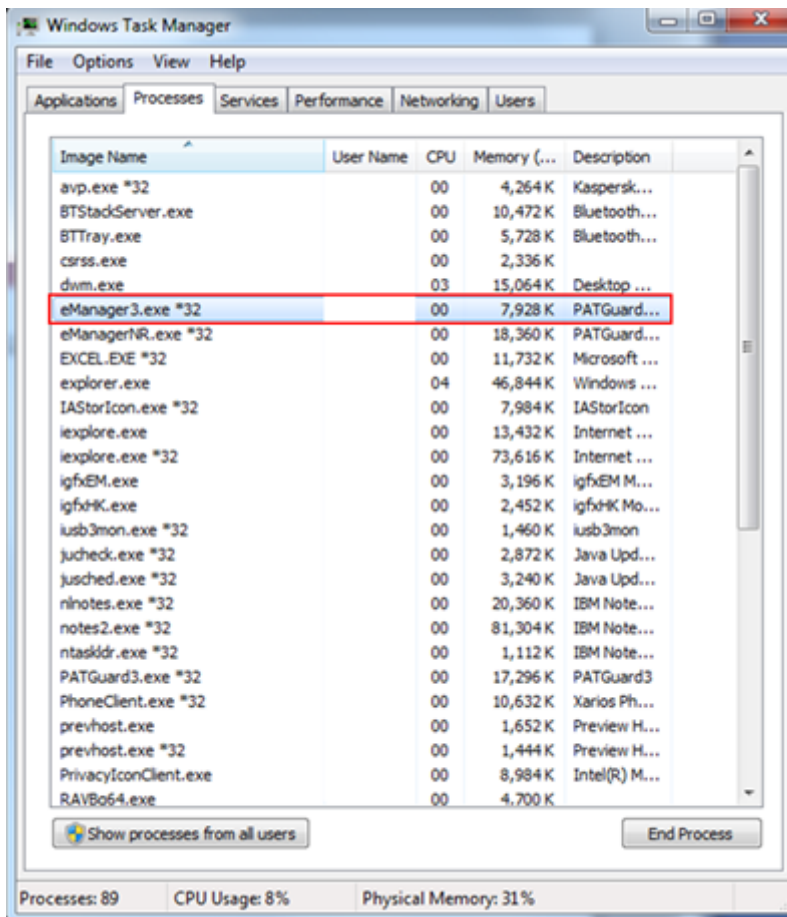 Windows Task Manager
File Options View Help
Applications Processes Services Performance Networking Users
Image Name User Name CPU Memory (... Description
avp.exe *32 00 4,264 K Kaspersk...
BTStackServer.exe 00 10,472 K Bluetooth...
BTTray.exe 00 5,728 K Bluetooth...
csrss.exe 00 2,336 K
dwm.exe 03 15,064 K Desktop ...
eManager3.exe *32 00 7,928 K PATGuard...
eManagerNR.exe *32 00 18,360 K PATGuard...
EXCEL.EXE *32 00 11,732 K Microsoft ...
explorer.exe 04 46,844 K Windows ...
IAStorIcon.exe *32 00 7,984 K IAStorIcon
iexplore.exe 00 13,432 K Internet ...
iexplore.exe *32 00 73,616 K Internet ...
igfxEM.exe 00 3,196 K igfxEM M...
igfxHK.exe 00 2,452 K igfxHK Mo...
iusb3mon.exe *32 00 1,460 K iusb3mon
jucheck.exe *32 00 2,872 K Java Upd...
jusched.exe *32 00 3,240 K Java Upd...
nlnotes.exe *32 00 20,360 K IBM Note...
notes2.exe *32 00 81,304 K IBM Note...
ntaskldr.exe *32 00 1,112 K IBM Note...
PATGuard3.exe *32 00 17,296 K PATGuard3
PhoneClient.exe *32 00 10,632 K Xarios Ph...
prevhost.exe 00 1,652 K Preview H...
prevhost.exe *32 00 1,444 K Preview H...
PrivacyIconClient.exe 00 8,984 K Intel(R) M...
RAVBg64.exe 00 4,700 K
Show processes from all users End Process
Processes: 89 CPU Usage: 8% Physical Memory: 31%